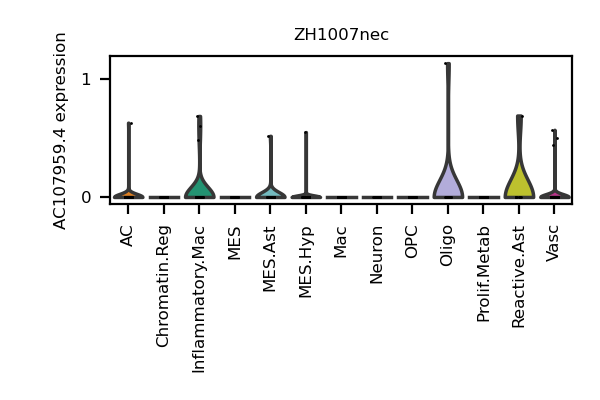 ZH1007nec
AC107959.4 expression
1
0
AC
Chromatin.Reg
Inflammatory.Mac
MES
MES.Ast
MES.Hyp
Mac
Neuron
OPC
Oligo
Prolif.Metab
Reactive.Ast
Vasc